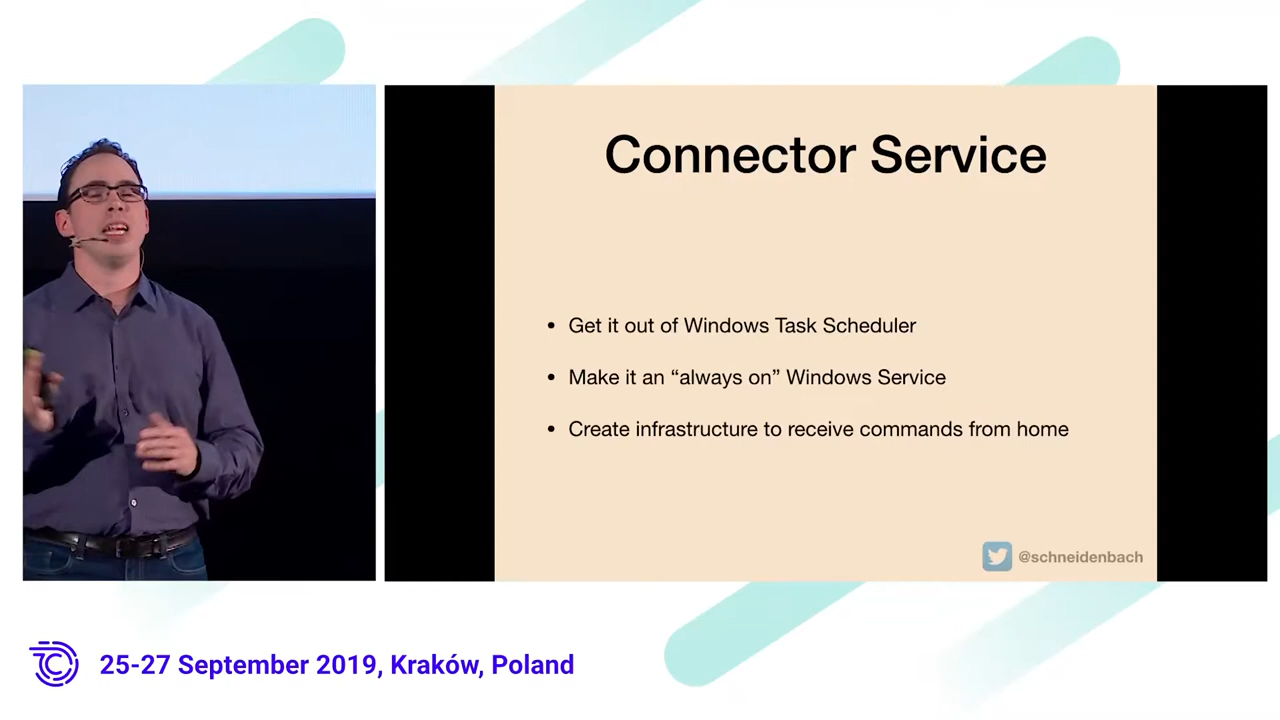 Connector Service
• Get it out of Windows Task Scheduler
• Make it an “always on” Windows Service
• Create infrastructure to receive commands from home
@schneidenbach
25-27 September 2019, Kraków, Poland